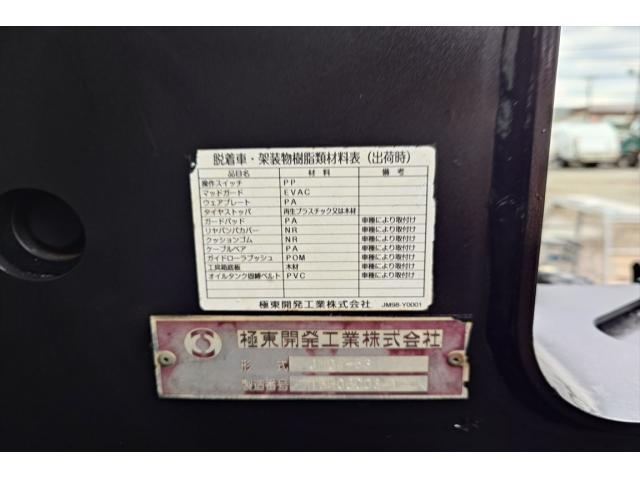 脱着車・架装物樹脂類材料表（出荷時）
品目名 材料 備考
操作スイッチ PP
マッドガード EVAC
ウェアプレート PA
タイヤストッパ 再生プラスチック又は木材
ガードパッド PA 車種により取付け
リヤバンパカバー NR 車種により取付け
クッションゴム NR 車種により取付け
ケーブルベア PA 車種により取付け
ガイドローラブッシュ POM 車種により取付け
工具箱底板 木材 車種により取付け
オイルタンク固縛ベルト PVC 車種により取付け
極東開発工業株式会社 JM98-Y0001
極東開発工業株式会社
形式
製造番号